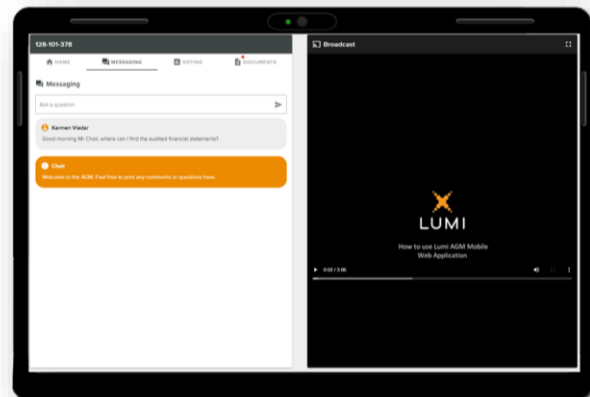 128-101-378
HOME
MESSAGING
VOTING
DOCUMENTS
Messaging
Ask a question
Karmen Vladar
Good morning Mr Chair, where can I find the audited financial statements?
Chair
Welcome to the AGM. Feel free to post any comments or questions here.
Broadcast
LUMI
How to use Lumi AGM Mobile
Web Application
0:02 / 3:06